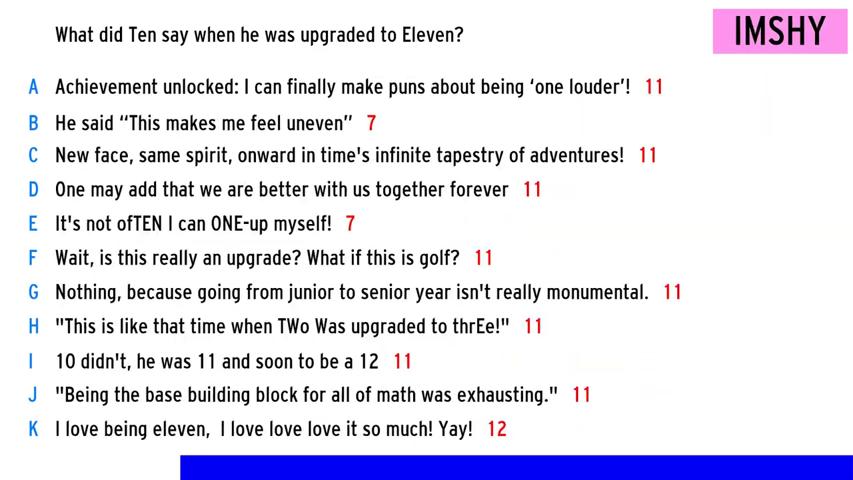 What did Ten say when he was upgraded to Eleven?
IMSHY
A Achievement unlocked: I can finally make puns about being ‘one louder’! 11
B He said “This makes me feel uneven” 7
C New face, same spirit, onward in time's infinite tapestry of adventures! 11
D One may add that we are better with us together forever 11
E It's not ofTEN I can ONE-up myself! 7
F Wait, is this really an upgrade? What if this is golf? 11
G Nothing, because going from junior to senior year isn't really monumental. 11
H "This is like that time when TWo Was upgraded to thrEe!" 11
I 10 didn't, he was 11 and soon to be a 12 11
J "Being the base building block for all of math was exhausting." 11
K I love being eleven, I love love love it so much! Yay! 12